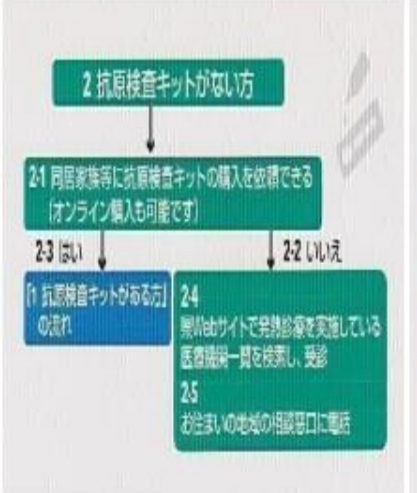 2 抗原検査キットがない方
2-1 同居家族等に抗原検査キットの購入を依頼できる
(オンライン購入も可能です)
2-3 はい
2-2 いいえ
「1 抗原検査キットがある方」
の流れ
2-4
県Webサイトで発熱診療を実施している
医療機関一覧を検索し、受診
2-5
お住まいの地域の相談窓口に電話